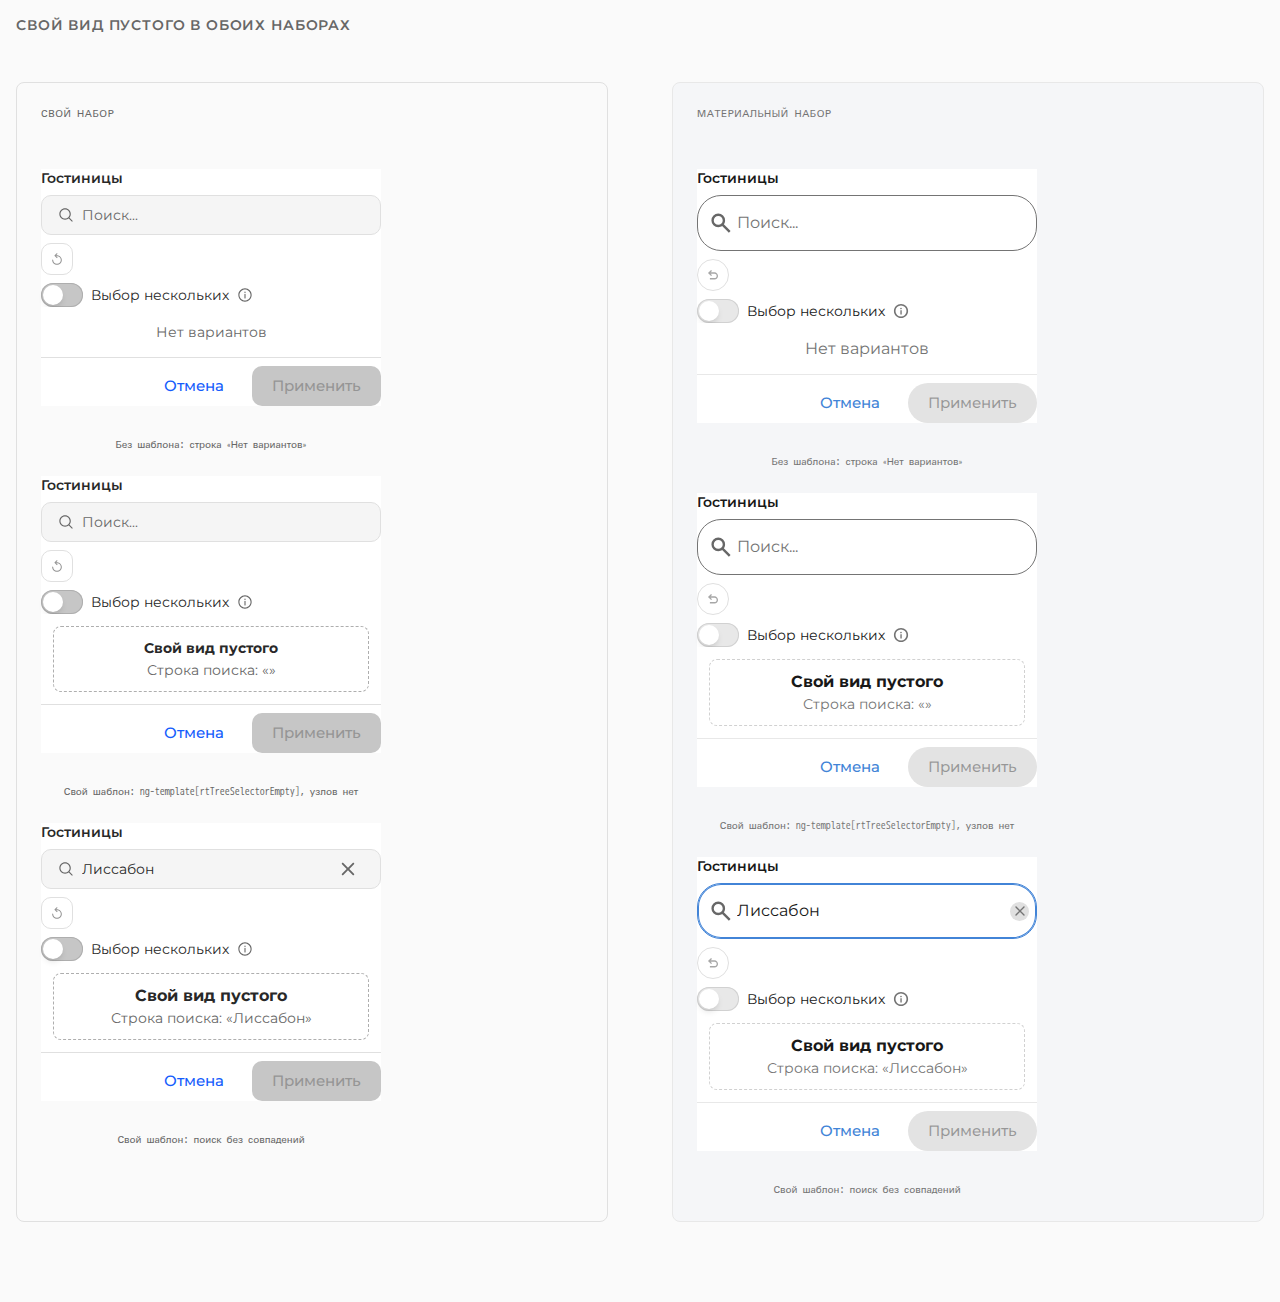 СВОЙ ВИД ПУСТОГО В ОБОИХ НАБОРАХ
СВОЙ НАБОР
Гостиницы
Поиск...
Выбор нескольких
Нет вариантов
Отмена
Применить
Без шаблона: строка «Нет вариантов»
Гостиницы
Поиск...
Выбор нескольких
Свой вид пустого
Строка поиска: «»
Отмена
Применить
Свой шаблон: ng-template[rtTreeSelectorEmpty], узлов нет
Гостиницы
Лиссабон
Выбор нескольких
Свой вид пустого
Строка поиска: «Лиссабон»
Отмена
Применить
Свой шаблон: поиск без совпадений
МАТЕРИАЛЬНЫЙ НАБОР
Гостиницы
Поиск...
Выбор нескольких
Нет вариантов
Отмена
Применить
Без шаблона: строка «Нет вариантов»
Гостиницы
Поиск...
Выбор нескольких
Свой вид пустого
Строка поиска: «»
Отмена
Применить
Свой шаблон: ng-template[rtTreeSelectorEmpty], узлов нет
Гостиницы
Лиссабон
Выбор нескольких
Свой вид пустого
Строка поиска: «Лиссабон»
Отмена
Применить
Свой шаблон: поиск без совпадений